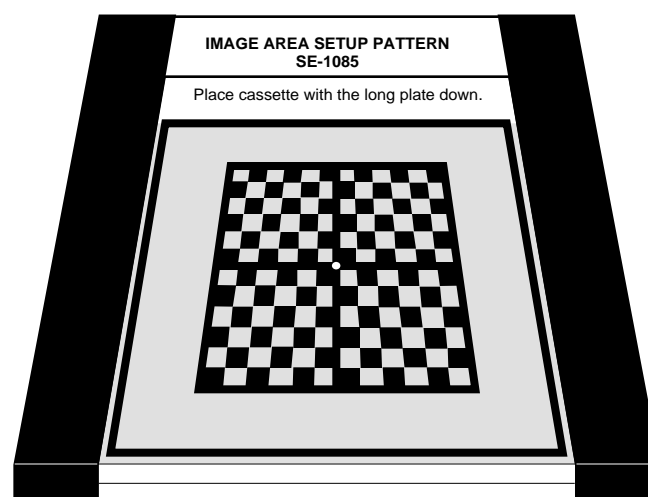 IMAGE AREA SETUP PATTERN
SE-1085
Place cassette with the long plate down.